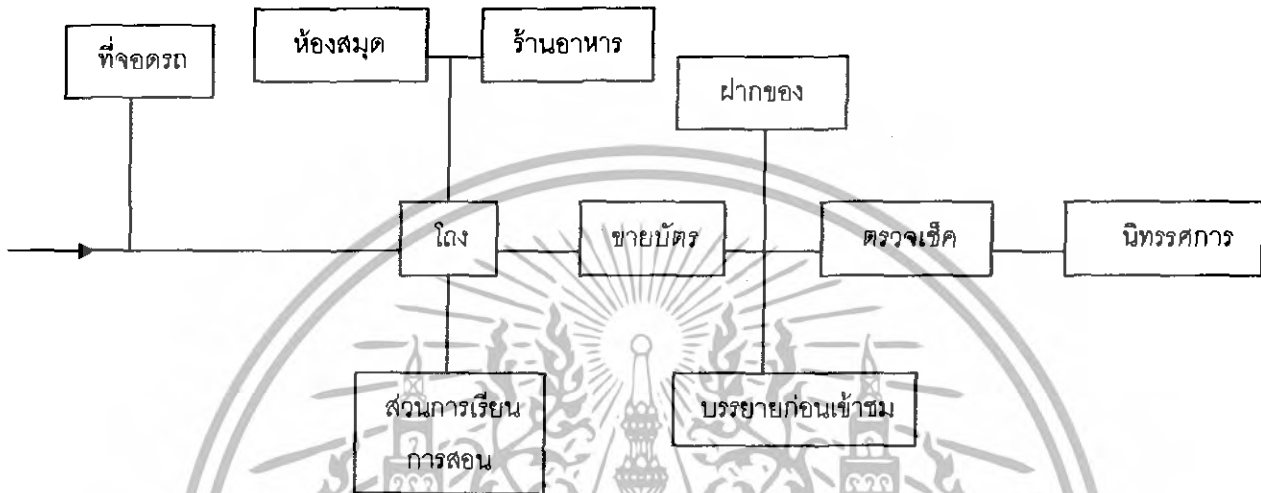 ที่จอดรถ
ห้องสมุด
ร้านอาหาร
ฝากของ
โถง
ขายบัตร
ตรวจเช็ค
นิทรรศการ
ส่วนการเรียน
การสอน
บรรยายก่อนเข้าชม